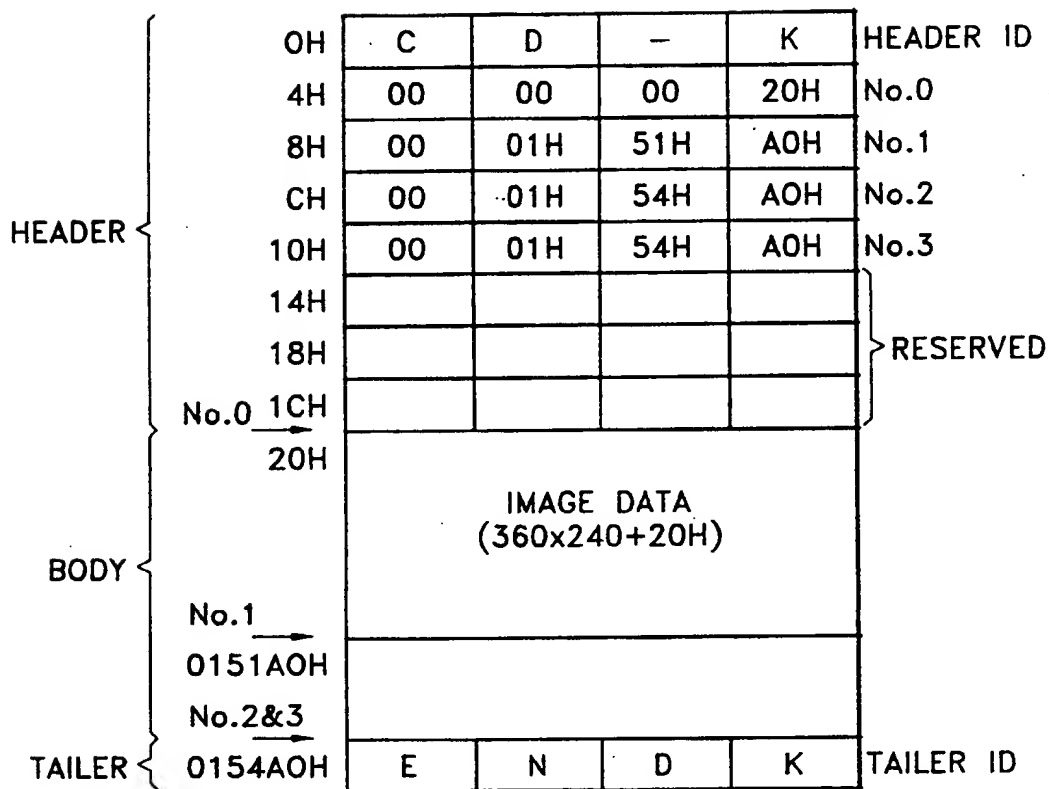 0H C D – K HEADER ID
4H 00 00 00 20H No.0
8H 00 01H 51H A0H No.1
CH 00 01H 54H A0H No.2
HEADER
10H 00 01H 54H A0H No.3
14H
18H RESERVED
No.0 1CH
20H
IMAGE DATA
(360x240+20H)
BODY
No.1
0151A0H
No.2&3
TAILER 0154A0H E N D K TAILER ID